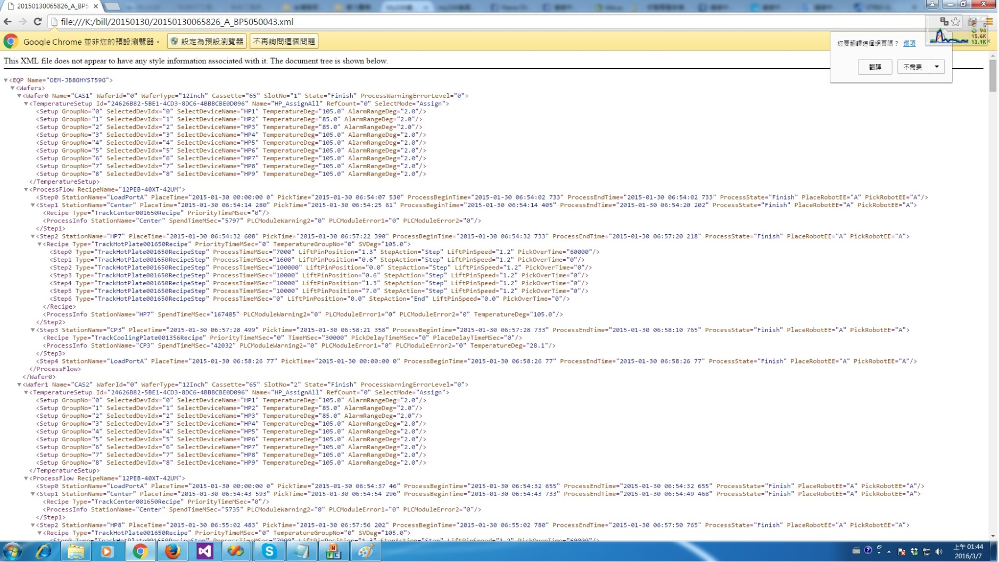 20150130065826_A_BP5
file:///K:/bill/20150130/20150130065826_A_BP5050043.xml
Google Chrome 並非您的預設瀏覽器。 設定為預設瀏覽器 不再詢問這個問題
您要翻譯這個網頁嗎？ 選項
翻譯 不需要
5
94
15.6K
13.1K
This XML file does not appear to have any style information associated with it. The document tree is shown below.
▼<EQP Name="OEM-JB8GHYST59G">
▼<Wafers>
▼<Wafer0 Name="CAS1" WaferId="0" WaferType="12Inch" Cassette="65" SlotNo="1" State="Finish" ProcessWarningErrorLevel="0">
▼<TemperatureSetup Id="24626B82-5BE1-4CD3-8DC6-4BBBCBE0D096" Name="HP_AssignAll" RefCount="0" SelectMode="Assign">
<Setup GroupNo="0" SelectedDevIdx="0" SelectDeviceName="HP1" TemperatureDeg="105.0" AlarmRangeDeg="2.0"/>
<Setup GroupNo="1" SelectedDevIdx="1" SelectDeviceName="HP2" TemperatureDeg="85.0" AlarmRangeDeg="2.0"/>
<Setup GroupNo="2" SelectedDevIdx="2" SelectDeviceName="HP3" TemperatureDeg="85.0" AlarmRangeDeg="2.0"/>
<Setup GroupNo="3" SelectedDevIdx="3" SelectDeviceName="HP4" TemperatureDeg="105.0" AlarmRangeDeg="2.0"/>
<Setup GroupNo="4" SelectedDevIdx="4" SelectDeviceName="HP5" TemperatureDeg="105.0" AlarmRangeDeg="2.0"/>
<Setup GroupNo="5" SelectedDevIdx="5" SelectDeviceName="HP6" TemperatureDeg="105.0" AlarmRangeDeg="2.0"/>
<Setup GroupNo="6" SelectedDevIdx="6" SelectDeviceName="HP7" TemperatureDeg="105.0" AlarmRangeDeg="2.0"/>
<Setup GroupNo="7" SelectedDevIdx="7" SelectDeviceName="HP8" TemperatureDeg="105.0" AlarmRangeDeg="2.0"/>
<Setup GroupNo="8" SelectedDevIdx="8" SelectDeviceName="HP9" TemperatureDeg="105.0" AlarmRangeDeg="2.0"/>
</TemperatureSetup>
▼<ProcessFlow RecipeName="12PEB-40XT-42UM">
<Step0 StationName="LoadPortA" PlaceTime="2015-01-30 00:00:00 0" PickTime="2015-01-30 06:54:07 530" ProcessBeginTime="2015-01-30 06:54:02 733" ProcessEndTime="2015-01-30 06:54:02 733" ProcessState="Finish" PlaceRobotEE="A" PickRobotEE="A"/>
▼<Step1 StationName="Center" PlaceTime="2015-01-30 06:54:14 280" PickTime="2015-01-30 06:54:25 61" ProcessBeginTime="2015-01-30 06:54:14 405" ProcessEndTime="2015-01-30 06:54:20 202" ProcessState="Finish" PlaceRobotEE="A" PickRobotEE="A">
<Recipe Type="TrackCenter001650Recipe" PriorityTimeMSec="0"/>
<ProcessInfo StationName="Center" SpendTimeMSec="5797" PLCModuleWarning2="0" PLCModuleError1="0" PLCModuleError2="0"/>
</Step1>
▼<Step2 StationName="HP7" PlaceTime="2015-01-30 06:54:32 608" PickTime="2015-01-30 06:57:22 390" ProcessBeginTime="2015-01-30 06:54:32 733" ProcessEndTime="2015-01-30 06:57:20 218" ProcessState="Finish" PlaceRobotEE="A" PickRobotEE="A">
▼<Recipe Type="TrackHotPlate001650Recipe" PriorityTimeMSec="0" TemperatureGroupNo="0" SVDeg="105.0">
<Step0 Type="TrackHotPlate001650RecipeStep" ProcessTimeMSec="7000" LiftPinPosition="1.3" StepAction="Step" LiftPinSpeed="1.2" PickOverTime="60000"/>
<Step1 Type="TrackHotPlate001650RecipeStep" ProcessTimeMSec="1600" LiftPinPosition="0.6" StepAction="Step" LiftPinSpeed="1.2" PickOverTime="0"/>
<Step2 Type="TrackHotPlate001650RecipeStep" ProcessTimeMSec="100000" LiftPinPosition="0.0" StepAction="Step" LiftPinSpeed="1.2" PickOverTime="0"/>
<Step3 Type="TrackHotPlate001650RecipeStep" ProcessTimeMSec="10000" LiftPinPosition="0.6" StepAction="Step" LiftPinSpeed="1.2" PickOverTime="0"/>
<Step4 Type="TrackHotPlate001650RecipeStep" ProcessTimeMSec="10000" LiftPinPosition="1.3" StepAction="Step" LiftPinSpeed="1.2" PickOverTime="0"/>
<Step5 Type="TrackHotPlate001650RecipeStep" ProcessTimeMSec="10000" LiftPinPosition="7.0" StepAction="Step" LiftPinSpeed="1.2" PickOverTime="0"/>
<Step6 Type="TrackHotPlate001650RecipeStep" ProcessTimeMSec="0" LiftPinPosition="0.0" StepAction="End" LiftPinSpeed="0.0" PickOverTime="0"/>
</Recipe>
<ProcessInfo StationName="HP7" SpendTimeMSec="167485" PLCModuleWarning2="0" PLCModuleError1="0" PLCModuleError2="0" TemperatureDeg="105.0"/>
</Step2>
▼<Step3 StationName="CP3" PlaceTime="2015-01-30 06:57:28 499" PickTime="2015-01-30 06:58:21 358" ProcessBeginTime="2015-01-30 06:57:28 733" ProcessEndTime="2015-01-30 06:58:10 765" ProcessState="Finish" PlaceRobotEE="A" PickRobotEE="A">
<Recipe Type="TrackCoolingPlate001356Recipe" PriorityTimeMSec="0" TimeMSec="30000" PickDelayTimeMSec="0" PlaceDelayTimeMSec="0"/>
<ProcessInfo StationName="CP3" SpendTimeMSec="42032" PLCModuleWarning2="0" PLCModuleError1="0" PLCModuleError2="0" TemperatureDeg="28.1"/>
</Step3>
<Step4 StationName="LoadPortA" PlaceTime="2015-01-30 06:58:26 77" PickTime="2015-01-30 00:00:00 0" ProcessBeginTime="2015-01-30 06:58:26 77" ProcessEndTime="2015-01-30 06:58:26 77" ProcessState="Finish" PlaceRobotEE="A" PickRobotEE="A"/>
</ProcessFlow>
</Wafer0>
▼<Wafer1 Name="CAS2" WaferId="0" WaferType="12Inch" Cassette="65" SlotNo="2" State="Finish" ProcessWarningErrorLevel="0">
▼<TemperatureSetup Id="24626B82-5BE1-4CD3-8DC6-4BBBCBE0D096" Name="HP_AssignAll" RefCount="0" SelectMode="Assign">
<Setup GroupNo="0" SelectedDevIdx="0" SelectDeviceName="HP1" TemperatureDeg="105.0" AlarmRangeDeg="2.0"/>
<Setup GroupNo="1" SelectedDevIdx="1" SelectDeviceName="HP2" TemperatureDeg="85.0" AlarmRangeDeg="2.0"/>
<Setup GroupNo="2" SelectedDevIdx="2" SelectDeviceName="HP3" TemperatureDeg="85.0" AlarmRangeDeg="2.0"/>
<Setup GroupNo="3" SelectedDevIdx="3" SelectDeviceName="HP4" TemperatureDeg="105.0" AlarmRangeDeg="2.0"/>
<Setup GroupNo="4" SelectedDevIdx="4" SelectDeviceName="HP5" TemperatureDeg="105.0" AlarmRangeDeg="2.0"/>
<Setup GroupNo="5" SelectedDevIdx="5" SelectDeviceName="HP6" TemperatureDeg="105.0" AlarmRangeDeg="2.0"/>
<Setup GroupNo="6" SelectedDevIdx="6" SelectDeviceName="HP7" TemperatureDeg="105.0" AlarmRangeDeg="2.0"/>
<Setup GroupNo="7" SelectedDevIdx="7" SelectDeviceName="HP8" TemperatureDeg="105.0" AlarmRangeDeg="2.0"/>
<Setup GroupNo="8" SelectedDevIdx="8" SelectDeviceName="HP9" TemperatureDeg="105.0" AlarmRangeDeg="2.0"/>
</TemperatureSetup>
▼<ProcessFlow RecipeName="12PEB-40XT-42UM">
<Step0 StationName="LoadPortA" PlaceTime="2015-01-30 00:00:00 0" PickTime="2015-01-30 06:54:37 46" ProcessBeginTime="2015-01-30 06:54:32 655" ProcessEndTime="2015-01-30 06:54:32 655" ProcessState="Finish" PlaceRobotEE="A" PickRobotEE="A"/>
▼<Step1 StationName="Center" PlaceTime="2015-01-30 06:54:43 593" PickTime="2015-01-30 06:54:54 296" ProcessBeginTime="2015-01-30 06:54:43 733" ProcessEndTime="2015-01-30 06:54:49 468" ProcessState="Finish" PlaceRobotEE="A" PickRobotEE="A">
<Recipe Type="TrackCenter001650Recipe" PriorityTimeMSec="0"/>
<ProcessInfo StationName="Center" SpendTimeMSec="5735" PLCModuleWarning2="0" PLCModuleError1="0" PLCModuleError2="0"/>
</Step1>
▼<Step2 StationName="HP8" PlaceTime="2015-01-30 06:55:02 483" PickTime="2015-01-30 06:57:56 202" ProcessBeginTime="2015-01-30 06:55:02 780" ProcessEndTime="2015-01-30 06:57:50 765" ProcessState="Finish" PlaceRobotEE="A" PickRobotEE="A">
▼<Recipe Type="TrackHotPlate001650Recipe" PriorityTimeMSec="0" TemperatureGroupNo="0" SVDeg="105.0">
<Step0 Type="TrackHotPlate001650RecipeStep" ProcessTimeMSec="7000" LiftPinPosition="1.3" StepAction="Step" LiftPinSpeed="1.2" PickOverTime="60000"/>
上午 01:44
2016/3/7